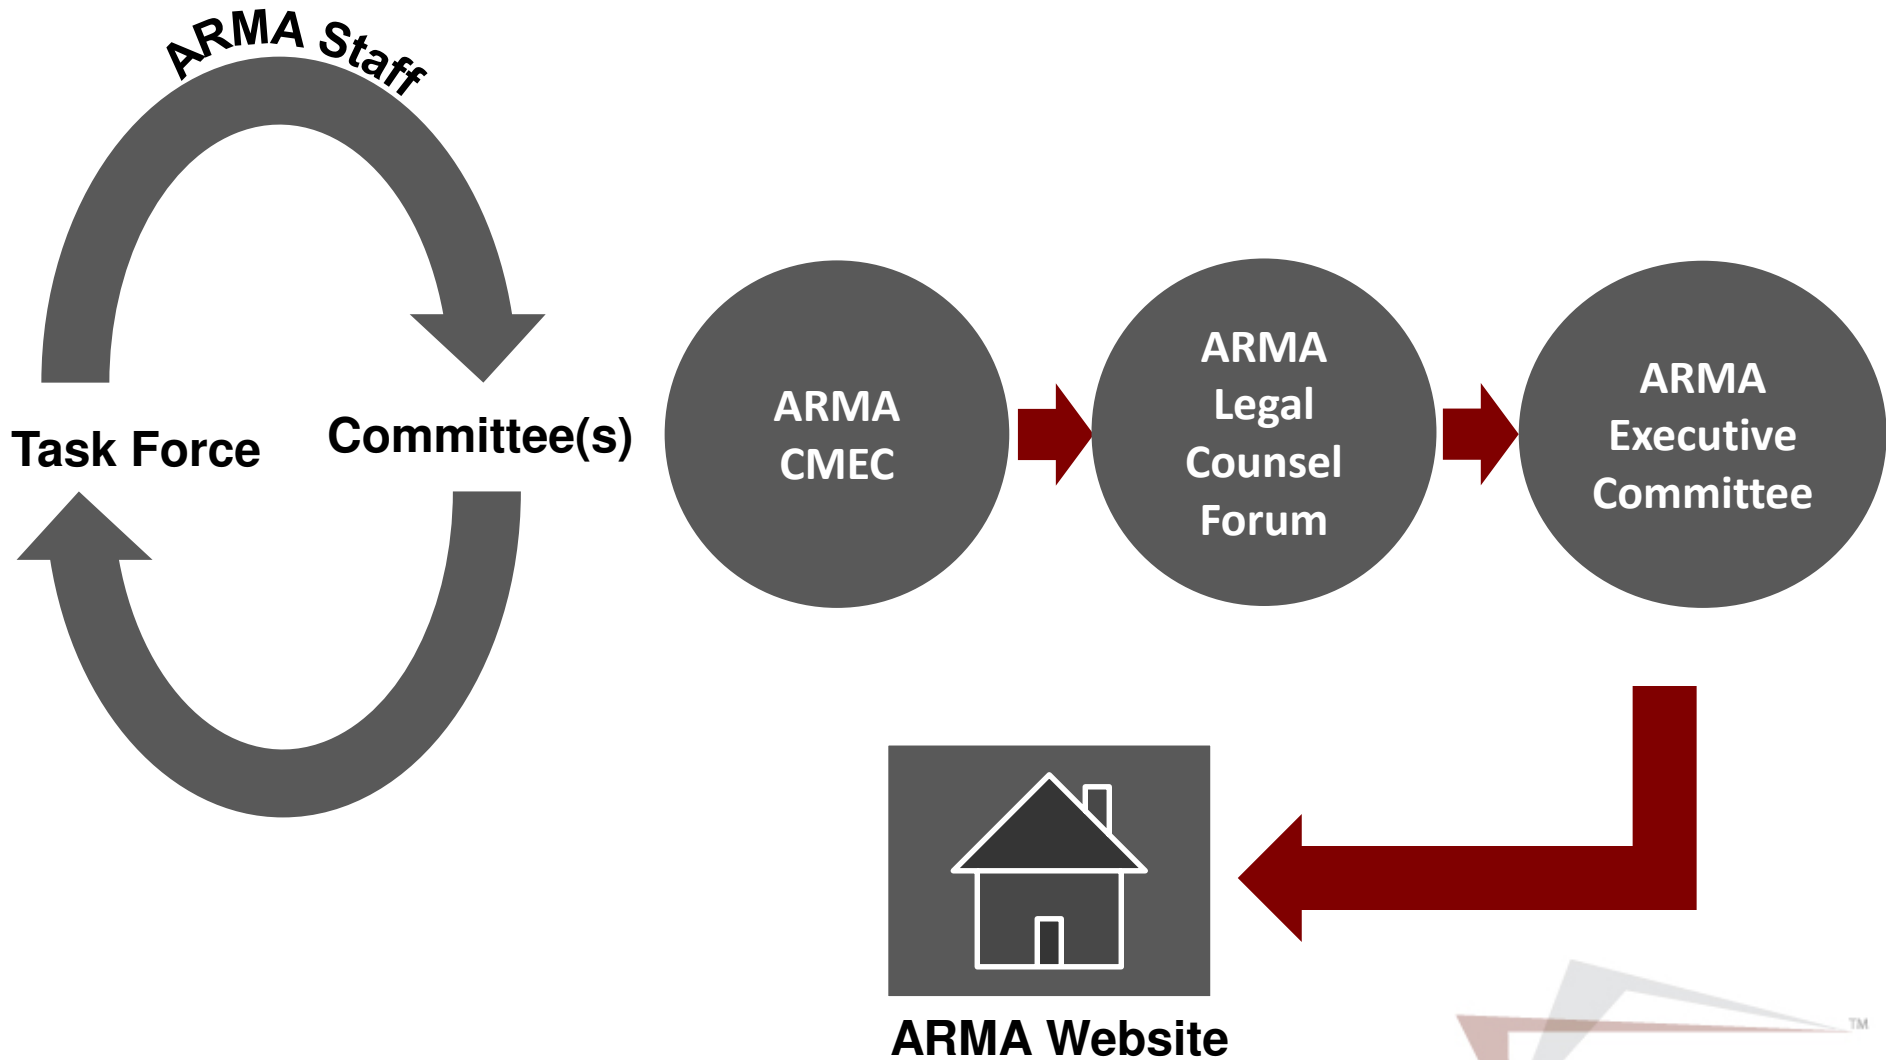 ARMA Staff
Task Force
Committee(s)
ARMA
CMEC
ARMA
Legal
Counsel
Forum
ARMA
Executive
Committee
ARMA Website
TM